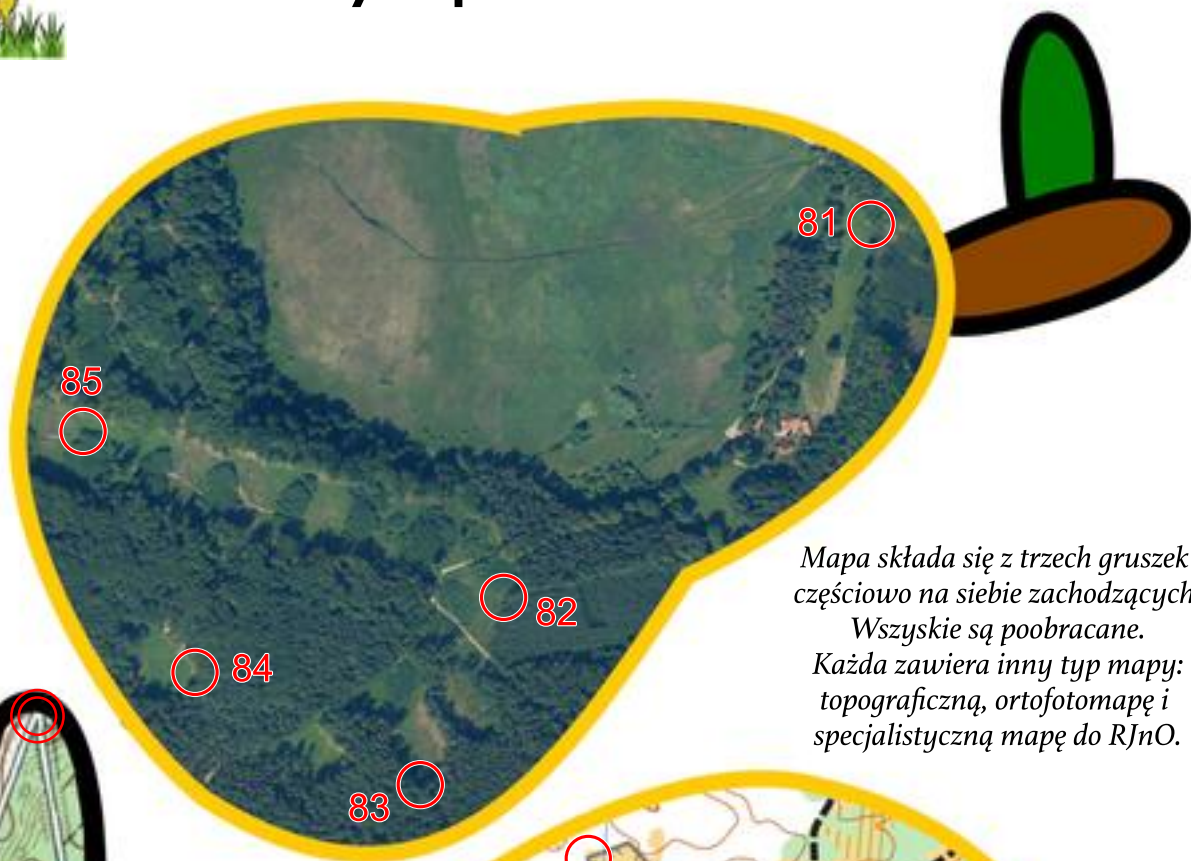 81
85
82
84
83
Mapa składa się z trzech gruszek
częściowo na siebie zachodzących
Wszyskie są poobracane.
Każda zawiera inny typ mapy:
topograficzną, ortofotomapę i
specjalistyczną mapę do RJnO.